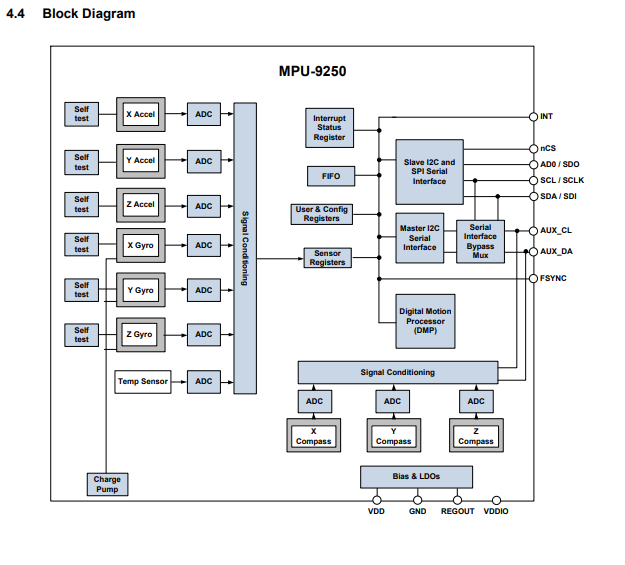 4.4 Block Diagram
MPU-9250
Self
test
X Accel
ADC
Self
test
Y Accel
ADC
Self
test
Z Accel
ADC
Self
test
X Gyro
ADC
Self
test
Y Gyro
ADC
Self
test
Z Gyro
ADC
Temp Sensor
ADC
Signal Conditioning
Charge
Pump
Interrupt
Status
Register
FIFO
User & Config
Registers
Sensor
Registers
Slave I2C and
SPI Serial
Interface
Master I2C
Serial
Interface
Serial
Interface
Bypass
Mux
Digital Motion
Processor
(DMP)
Signal Conditioning
ADC
ADC
ADC
X
Compass
Y
Compass
Z
Compass
Bias & LDOs
INT
nCS
AD0 / SDO
SCL / SCLK
SDA / SDI
AUX_CL
AUX_DA
FSYNC
VDD
GND
REGOUT
VDDIO